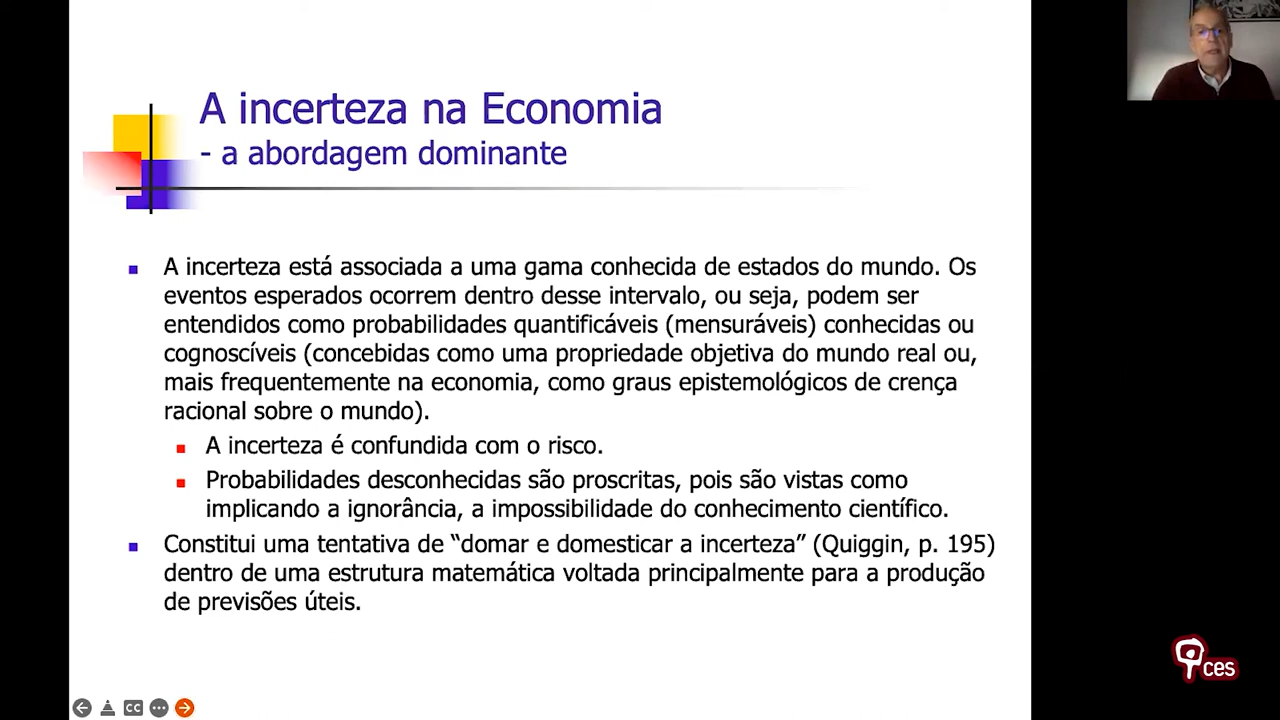 A incerteza na Economia
- a abordagem dominante
A incerteza está associada a uma gama conhecida de estados do mundo. Os
eventos esperados ocorrem dentro desse intervalo, ou seja, podem ser
entendidos como probabilidades quantificáveis (mensuráveis) conhecidas ou
cognoscíveis (concebidas como uma propriedade objetiva do mundo real ou,
mais frequentemente na economia, como graus epistemológicos de crença
racional sobre o mundo).
A incerteza é confundida com o risco.
Probabilidades desconhecidas são proscritas, pois são vistas como
implicando a ignorância, a impossibilidade do conhecimento científico.
Constitui uma tentativa de “domar e domesticar a incerteza” (Quiggin, p. 195)
dentro de uma estrutura matemática voltada principalmente para a produção
de previsões úteis.
CC
ces